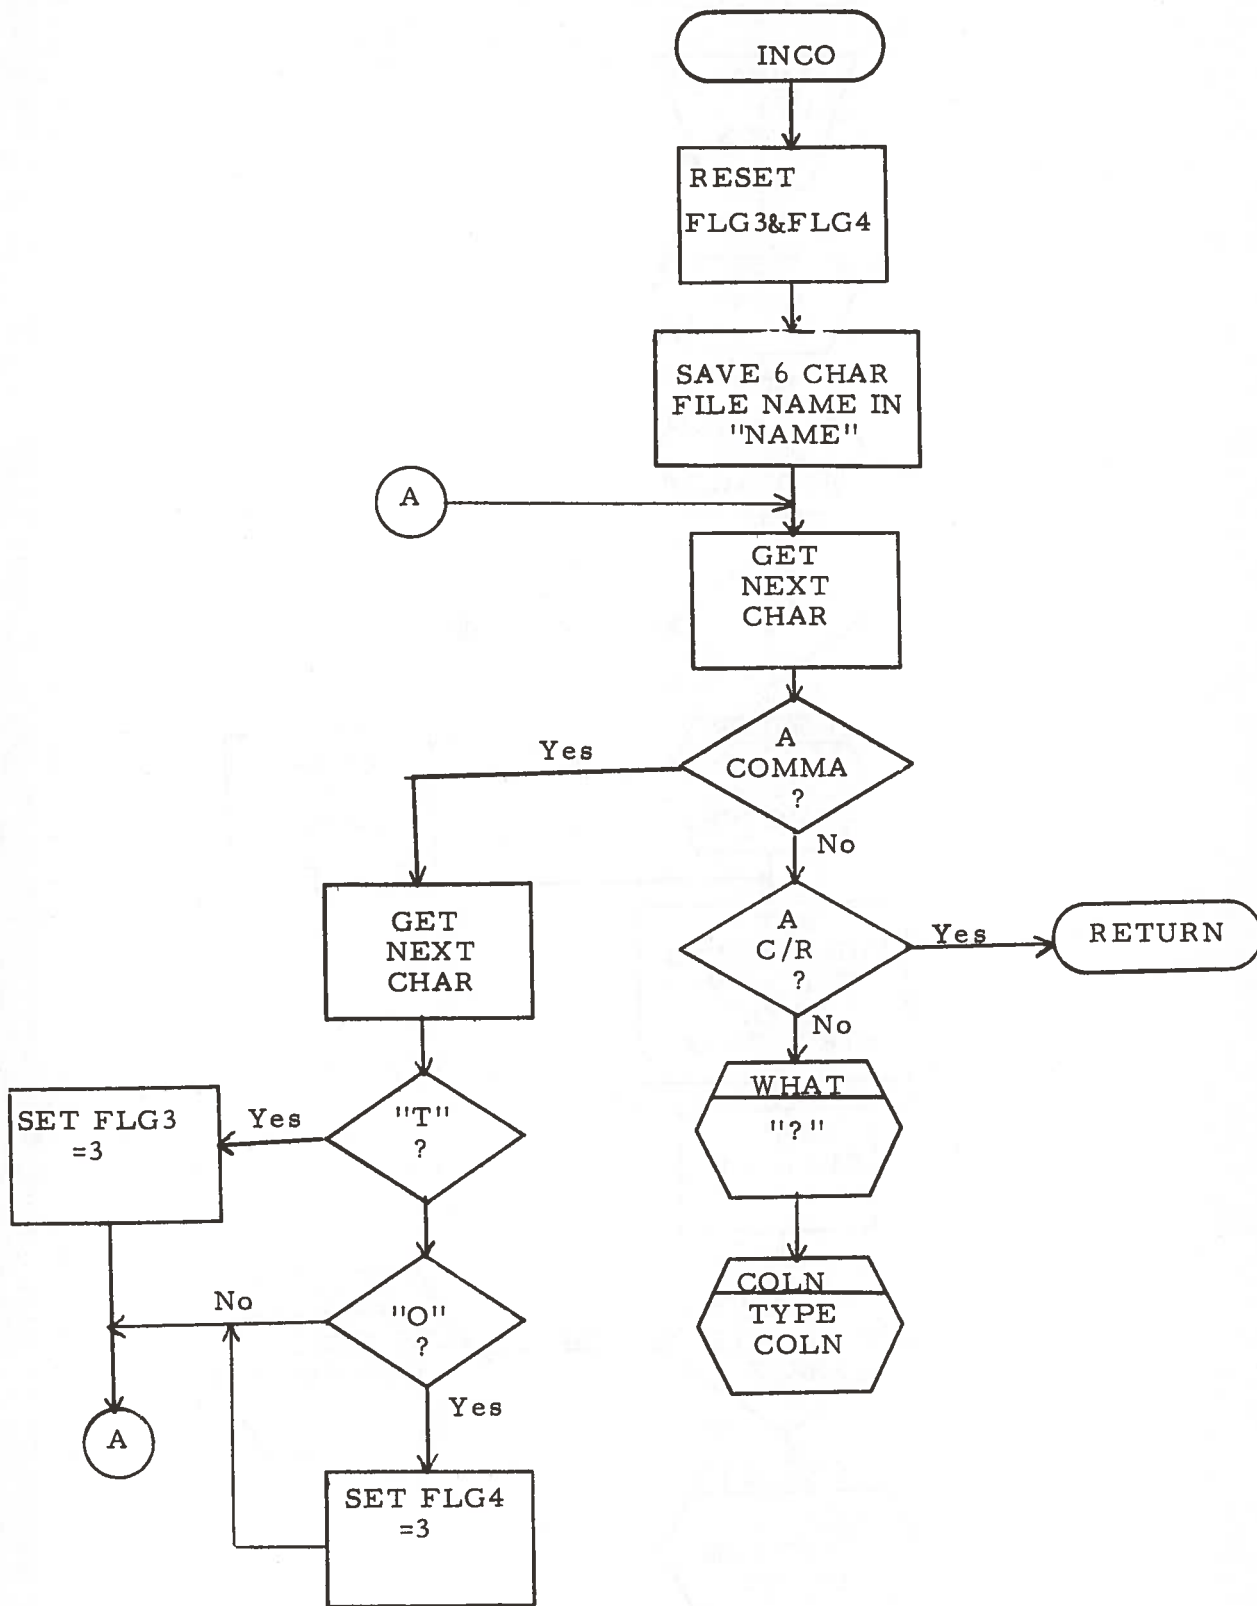 INCO
RESET
FLG3&FLG4
SAVE 6 CHAR
FILE NAME IN
"NAME"
A
GET
NEXT
CHAR
A
COMMA
?
Yes
No
GET
NEXT
CHAR
A
C/R
?
Yes
RETURN
No
"T"
?
Yes
SET FLG3
=3
WHAT
"?"
"O"
?
No
Yes
COLN
TYPE
COLN
A
SET FLG4
=3